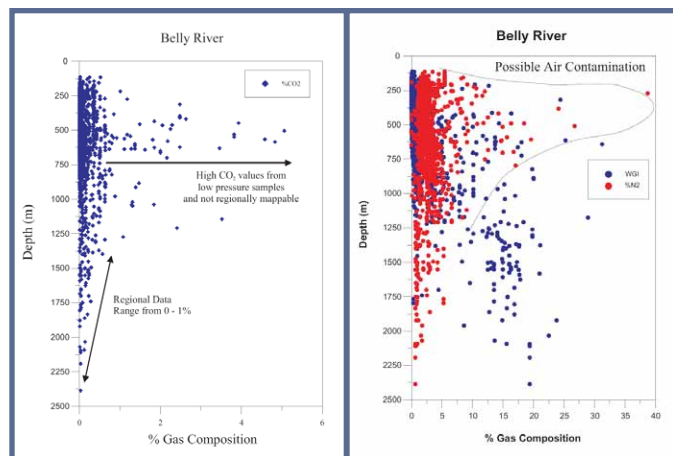 Belly River
0
250
500
750
1000
1250
1500
1750
2000
2250
2500
Depth (m)
%CO2
High CO₂ values from
low pressure samples
and not regionally mappable
Regional Data
Range from 0 - 1%
0
2
4
6
% Gas Composition
Belly River
Possible Air Contamination
0
250
500
750
1000
1250
1500
1750
2000
2250
2500
Depth (m)
WGI
%N2
0
5
10
15
20
25
30
35
40
% Gas Composition